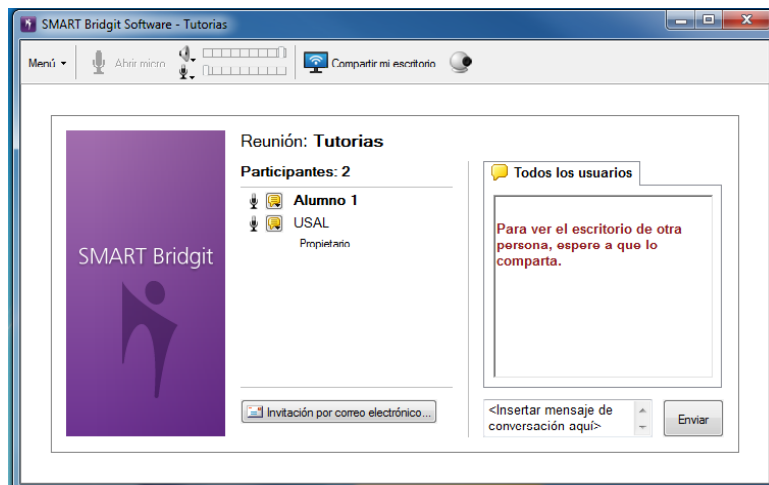 SMART Bridgit Software - Tutorias
Menú
Abrir micro
Compartir mi escritorio
Reunión: Tutorias
Participantes: 2
Alumno 1
USAL
Propietario
SMART Bridgit
Invitación por correo electrónico...
Todos los usuarios
Para ver el escritorio de otra
persona, espere a que lo
comparta.
<Insertar mensaje de
conversación aquí>
Enviar